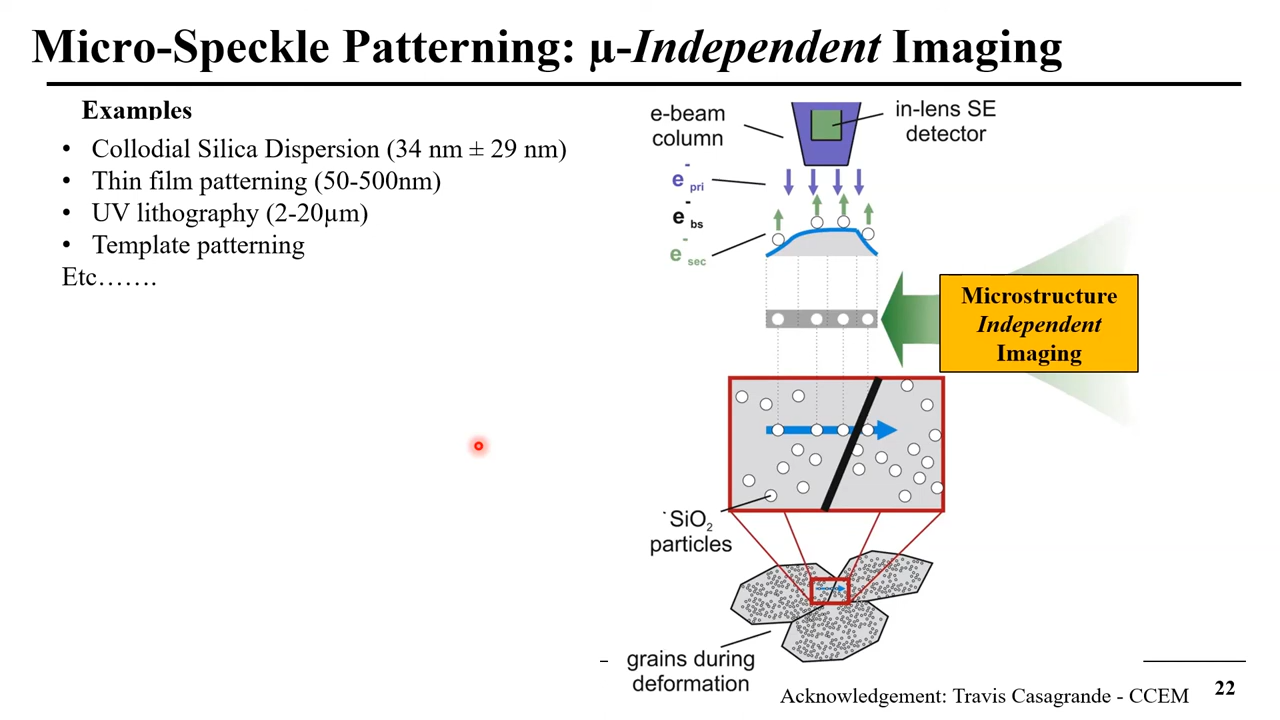 Micro-Speckle Patterning: µ-Independent Imaging
Examples
• Collodial Silica Dispersion (34 nm ± 29 nm)
• Thin film patterning (50-500nm)
• UV lithography (2-20µm)
• Template patterning
Etc…….
e-beam
column
in-lens SE
detector
e⁻pri
e⁻bs
e⁻sec
Microstructure
Independent
Imaging
SiO₂
particles
grains during
deformation
Acknowledgement: Travis Casagrande - CCEM
22